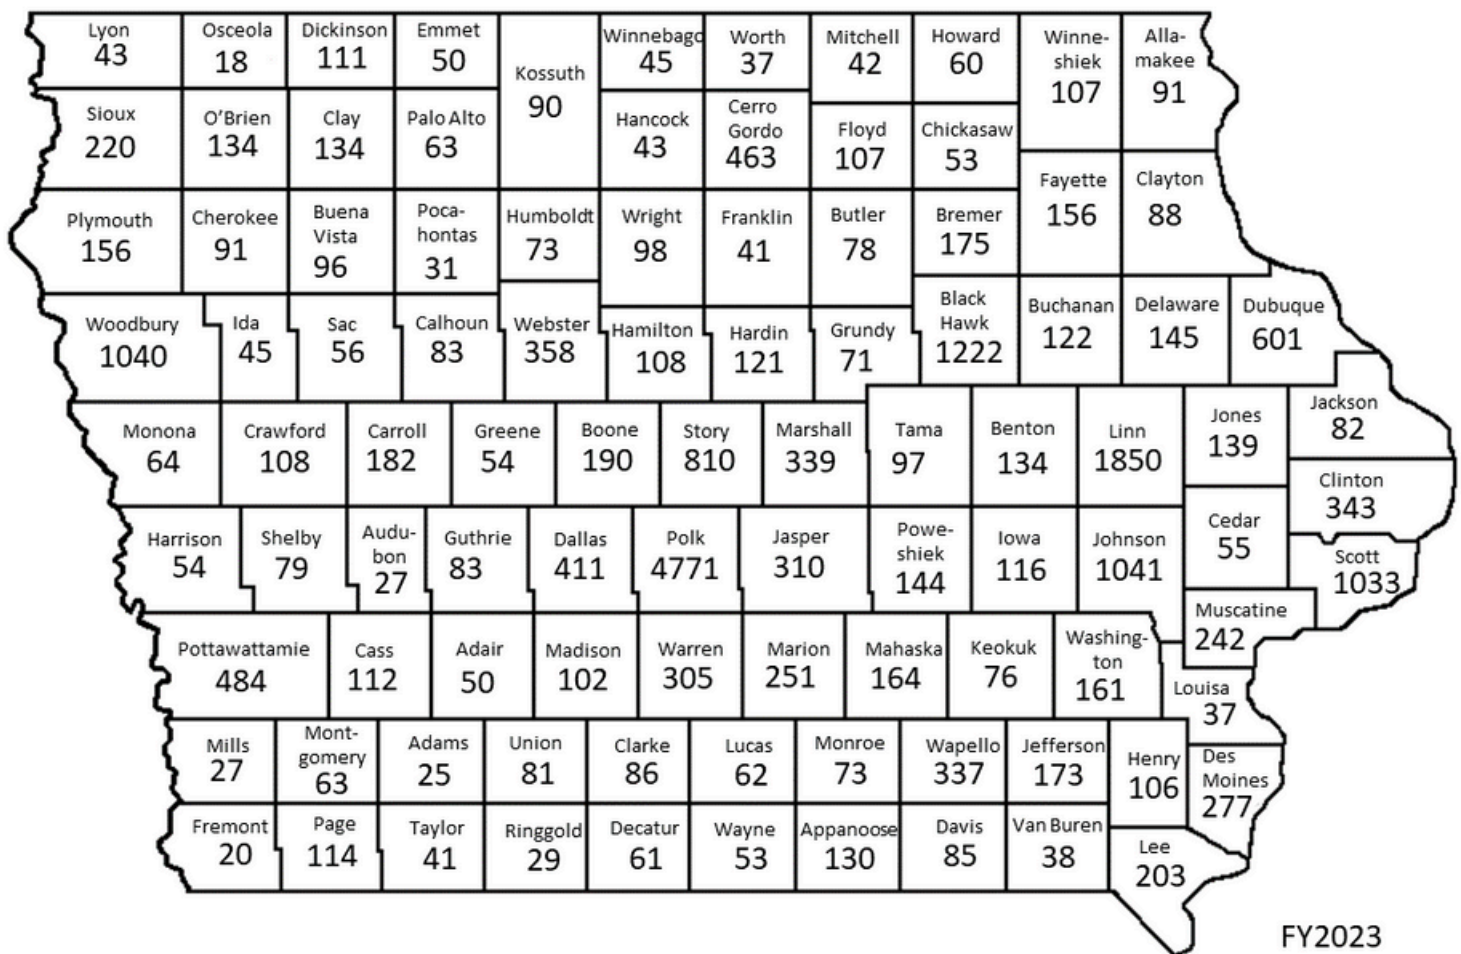 Lyon
43
Osceola
18
Dickinson
111
Emmet
50
Kossuth
90
Winnebago
45
Worth
37
Mitchell
42
Howard
60
Winne-
shiek
107
Alla-
makee
91
Sioux
220
O'Brien
134
Clay
134
Palo Alto
63
Hancock
43
Cerro
Gordo
463
Floyd
107
Chickasaw
53
Fayette
156
Clayton
88
Plymouth
156
Cherokee
91
Buena
Vista
96
Poca-
hontas
31
Humboldt
73
Wright
98
Franklin
41
Butler
78
Bremer
175
Woodbury
1040
Ida
45
Sac
56
Calhoun
83
Webster
358
Hamilton
108
Hardin
121
Grundy
71
Black
Hawk
1222
Buchanan
122
Delaware
145
Dubuque
601
Monona
64
Crawford
108
Carroll
182
Greene
54
Boone
190
Story
810
Marshall
339
Tama
97
Benton
134
Linn
1850
Jones
139
Jackson
82
Clinton
343
Harrison
54
Shelby
79
Audu-
bon
27
Guthrie
83
Dallas
411
Polk
4771
Jasper
310
Powe-
shiek
144
Iowa
116
Johnson
1041
Cedar
55
Scott
1033
Muscatine
242
Pottawattamie
484
Cass
112
Adair
50
Madison
102
Warren
305
Marion
251
Mahaska
164
Keokuk
76
Washing-
ton
161
Louisa
37
Mills
27
Mont-
gomery
63
Adams
25
Union
81
Clarke
86
Lucas
62
Monroe
73
Wapello
337
Jefferson
173
Henry
106
Des
Moines
277
Fremont
20
Page
114
Taylor
41
Ringgold
29
Decatur
61
Wayne
53
Appanoose
130
Davis
85
Van Buren
38
Lee
203
FY2023